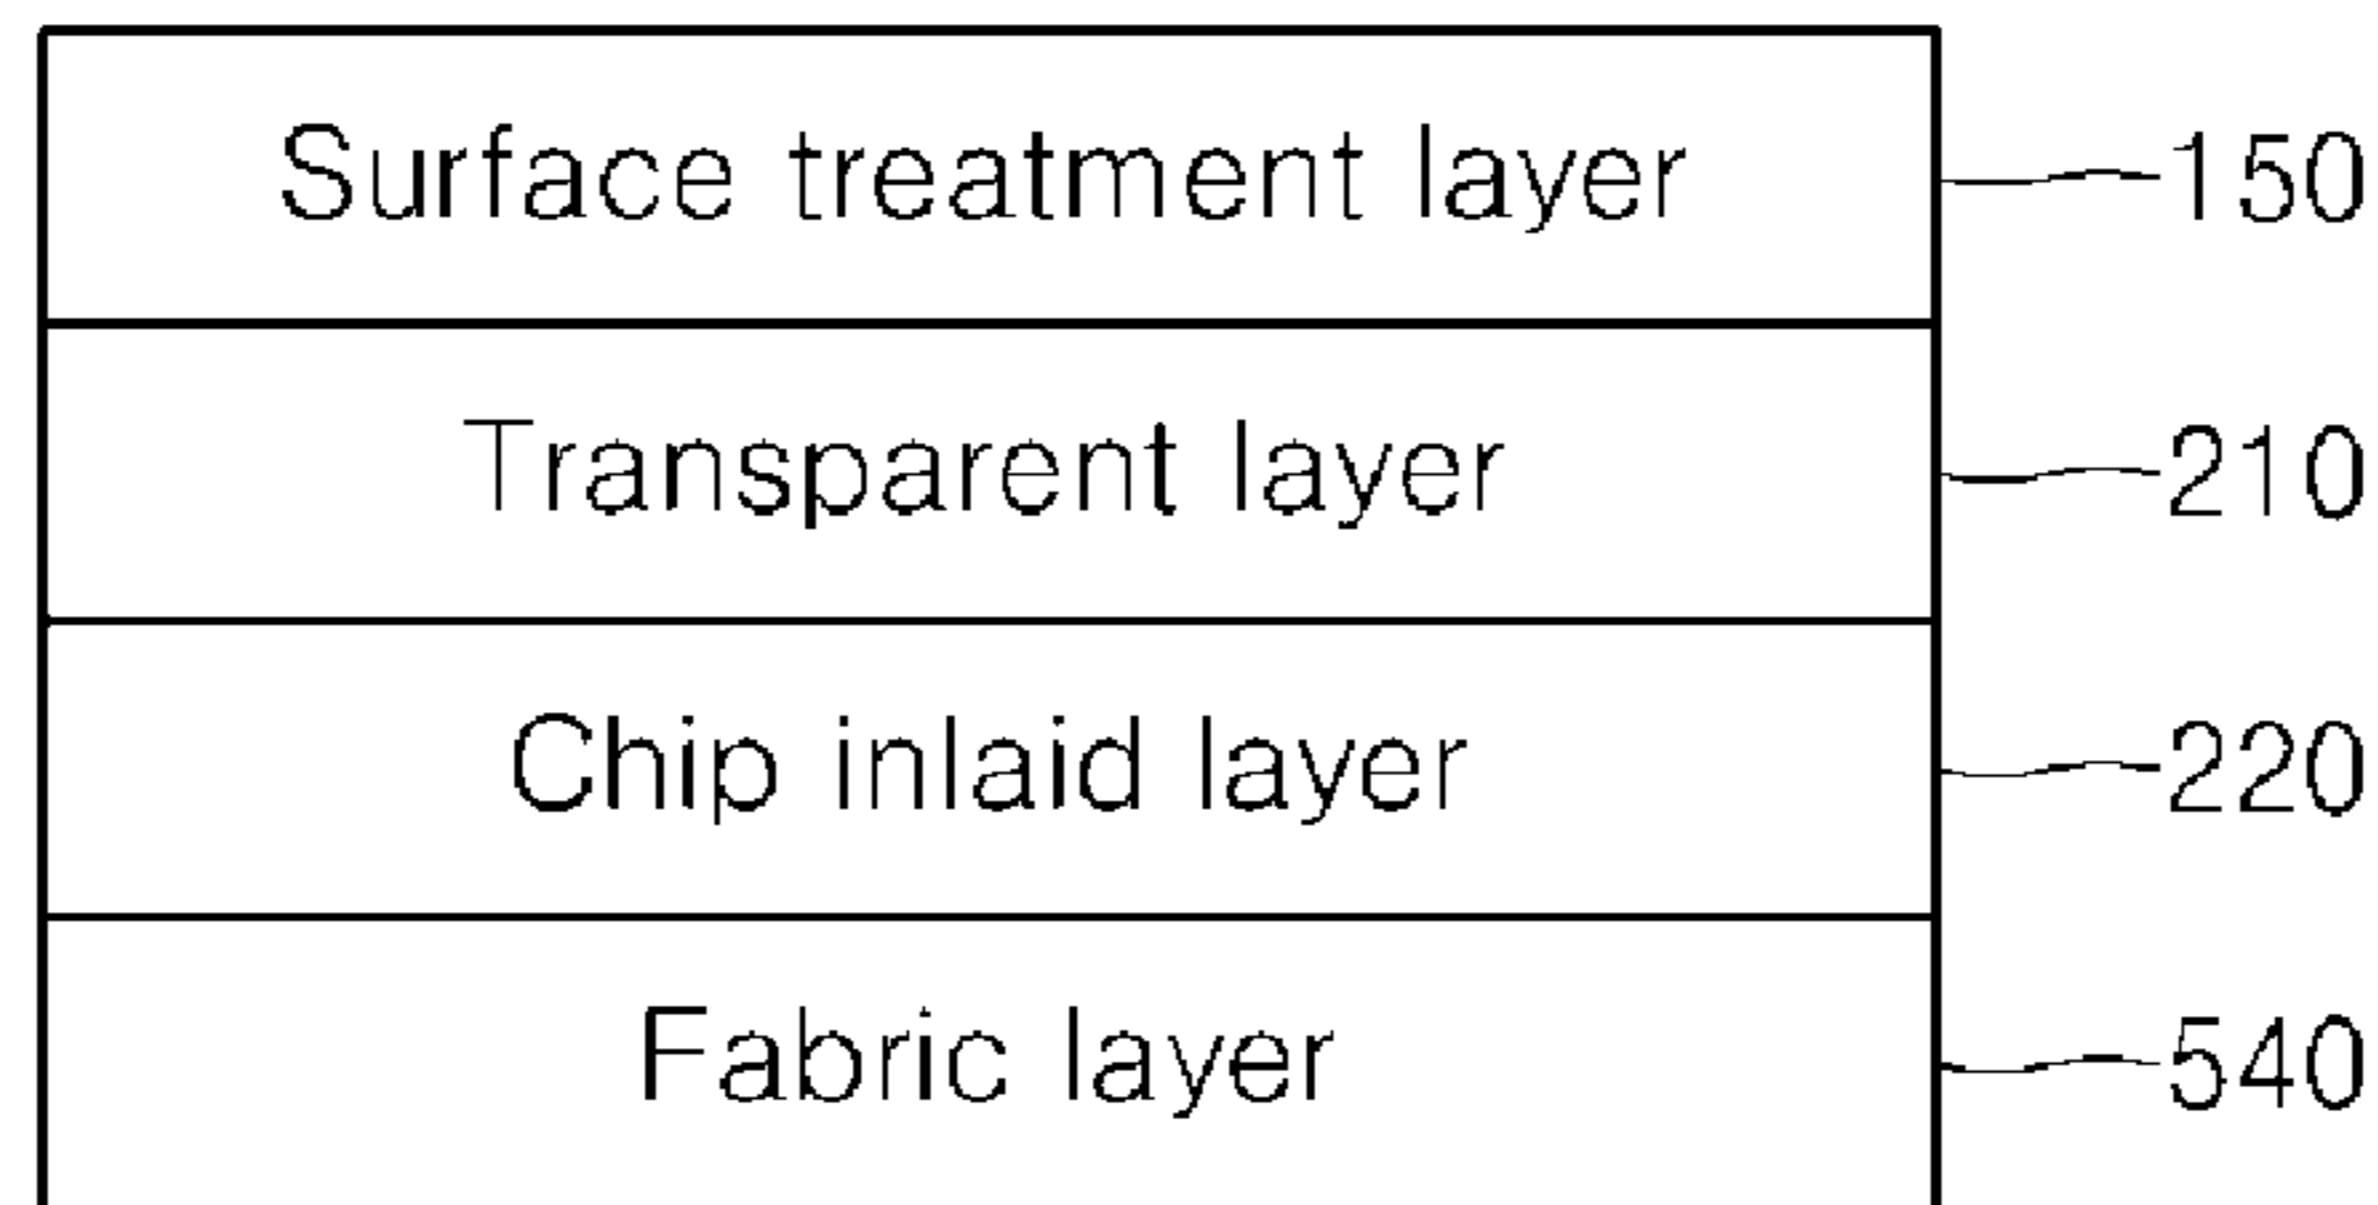 Surface treatment layer 150
Transparent layer 210
Chip inlaid layer 220
Fabric layer 540